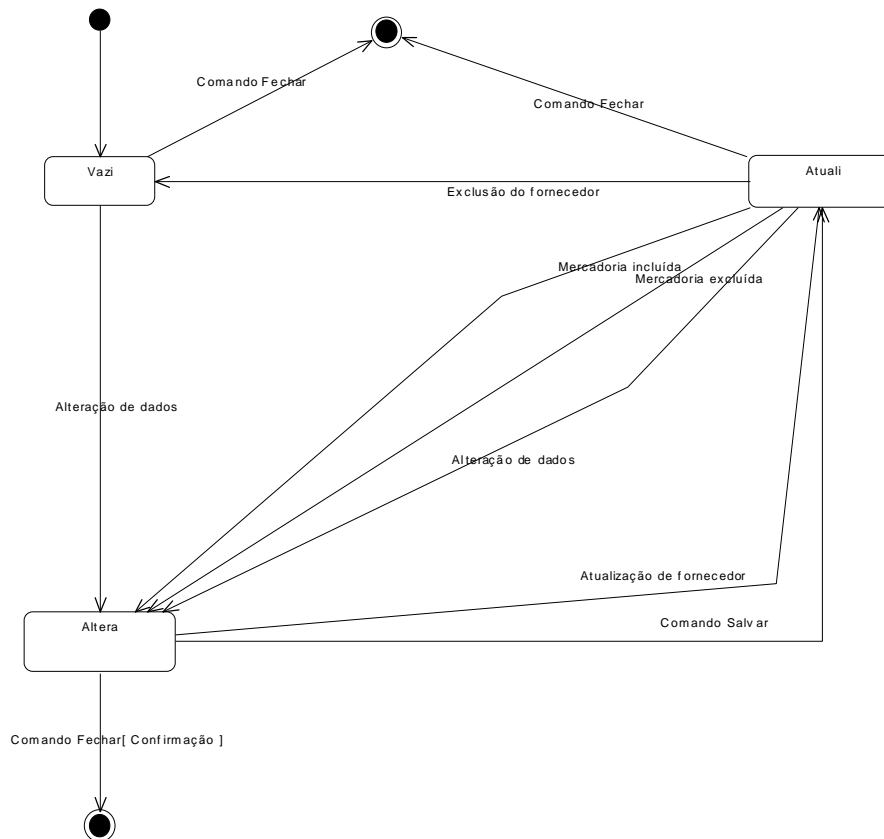 Comando Fechar
Comando Fechar
Vazi
Atuali
Exclusão do fornecedor
Mercadoria incluída
Mercadoria excluída
Alteração de dados
Alteração de dados
Atualização de fornecedor
Comando Salvar
Altera
Comando Fechar[ Confirmação ]